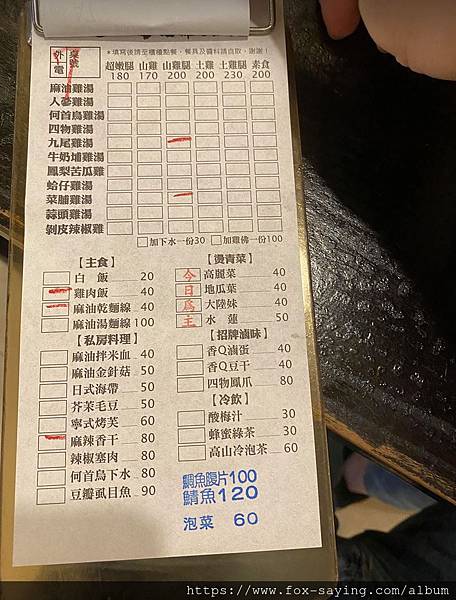 *填寫後請至櫃檯點餐、餐具及醬料請自取，謝謝！
外 桌號
電
超嫩腿 山雞 山雞腿 土雞 土雞腿 素食
180 170 200 200 230 200
麻油雞湯
人蔘雞湯
何首烏雞湯
四物雞湯
九尾雞湯
牛奶埔雞湯
鳳梨苦瓜雞
蛤仔雞湯
菜脯雞湯
蒜頭雞湯
剝皮辣椒雞
加下水一份30 加雞佛一份100
【主食】
白飯 20
雞肉飯 40
麻油乾麵線 40
麻油湯麵線 100
【私房料理】
麻油拌米血 40
麻油金針菇 50
日式海帶 50
芥茉毛豆 50
寧式烤芙 60
麻辣香干 80
辣椒塞肉 80
何首烏下水 80
豆瓣虱目魚 90
【燙青菜】
今 高麗菜 40
日 地瓜葉 40
為 大陸妹 40
主 水蓮 50
【招牌滷味】
香Q滷蛋 40
香Q豆干 40
四物鳳爪 80
【冷飲】
酸梅汁 30
蜂蜜綠茶 30
高山冷泡茶 60
鯛魚腹片100
鯖魚120
泡菜 60
https://www.fox-saying.com/album